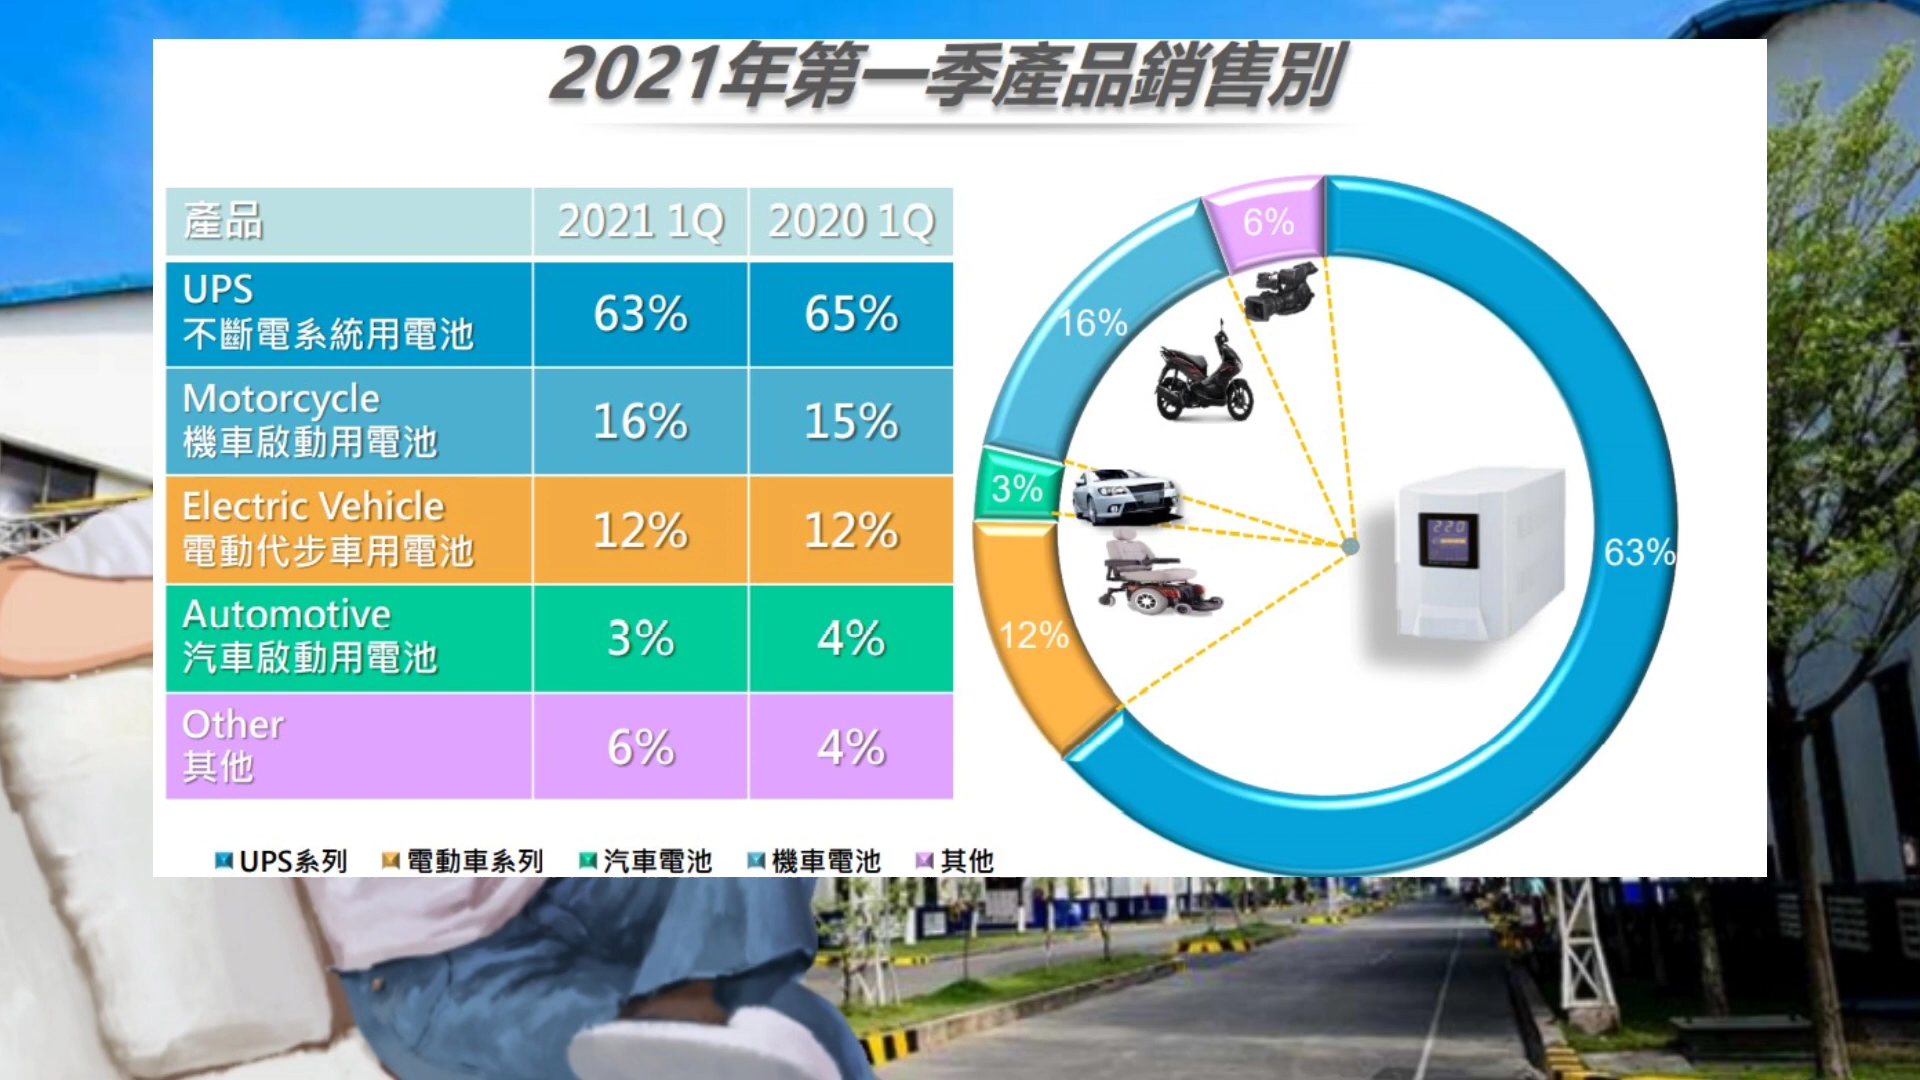 2021年第一季產品銷售別
產品 2021 1Q 2020 1Q
UPS
不斷電系統用電池 63% 65%
Motorcycle
機車啟動用電池 16% 15%
Electric Vehicle
電動代步車用電池 12% 12%
Automotive
汽車啟動用電池 3% 4%
Other
其他 6% 4%
6%
16%
3%
220
63%
12%
UPS系列 電動車系列 汽車電池 機車電池 其他